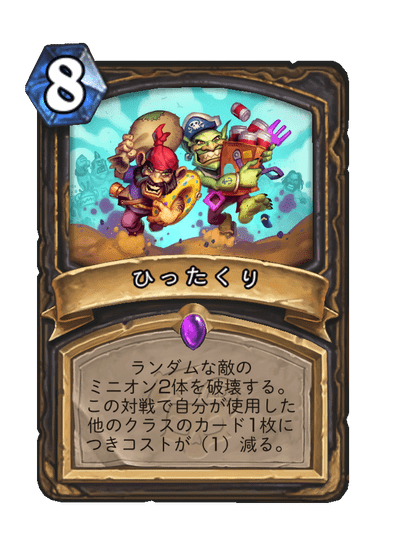 8
ひったくり
ランダムな敵の
ミニオン2体を破壊する。
この対戦で自分が使用した
他のクラスのカード1枚に
つきコストが（1）減る。